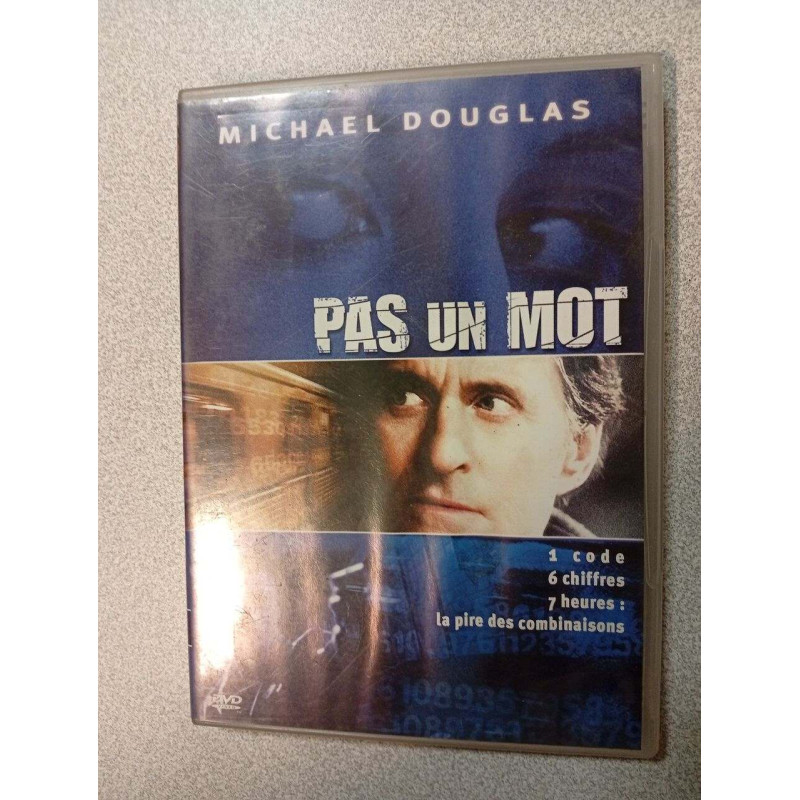 MICHAEL DOUGLAS
PAS UN MOT
1 code
6 chiffres
7 heures :
la pire des combinaisons
DVD